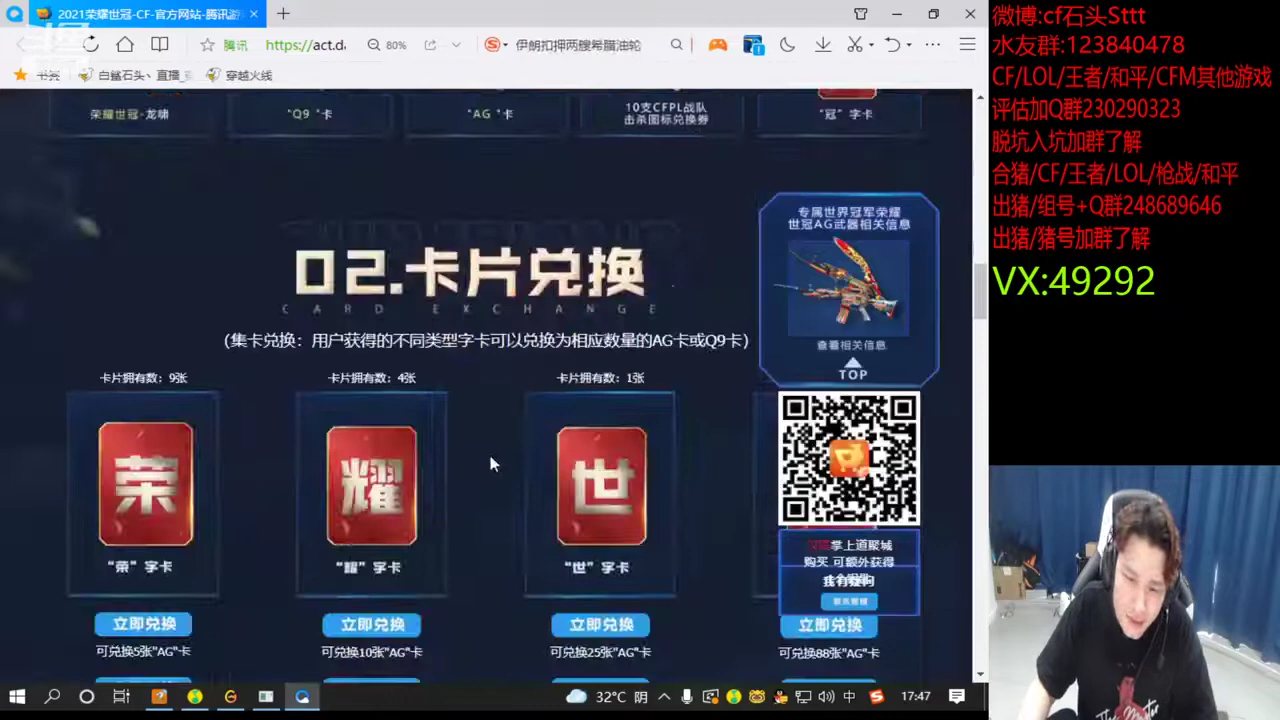 2021荣耀世冠-CF-官方网站-腾讯游
腾讯
https://act.d
80%
伊朗扣押两艘希腊油轮
白鲨石头、直播
穿越火线
荣耀世冠-龙啸
"Q9 "卡
"AG "卡
10支CFPL战队
击杀图标兑换券
"冠" 字卡
专属世界冠军荣耀
世冠AG武器相关信息
查看相关信息
TOP
02.卡片兑换
CARD EXCHANGE
(集卡兑换：用户获得的不同类型字卡可以兑换为相应数量的AG卡或Q9卡)
卡片拥有数：9张
卡片拥有数：4张
卡片拥有数：1张
荣
耀
世
"荣" 字卡
"耀" 字卡
"世" 字卡
掌上道聚城
购买 可额外获得
立即兑换
立即兑换
立即兑换
立即兑换
可兑换5张"AG"卡
可兑换10张"AG"卡
可兑换25张"AG"卡
可兑换88张"AG"卡
32°C 阴
中
17:47
微博:cf石头Sttt
水友群:123840478
CF/LOL/王者/和平/CFM其他游戏
评估加Q群230290323
脱坑入坑加群了解
合猪/CF/王者/LOL/枪战/和平
出猪/组号+Q群248689646
出猪/猪号加群了解
VX:49292